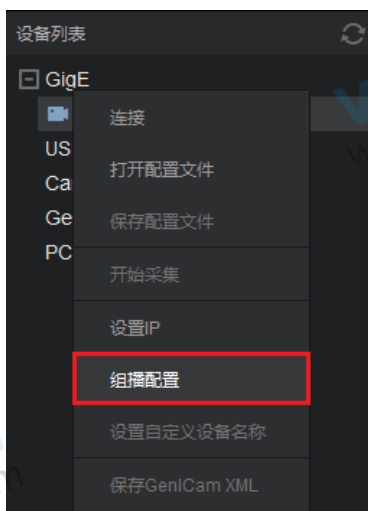 设备列表
GigE
连接
US
打开配置文件
Ca
Ge
保存配置文件
PC
开始采集
设置IP
组播配置
设置自定义设备名称
保存GenICam XML